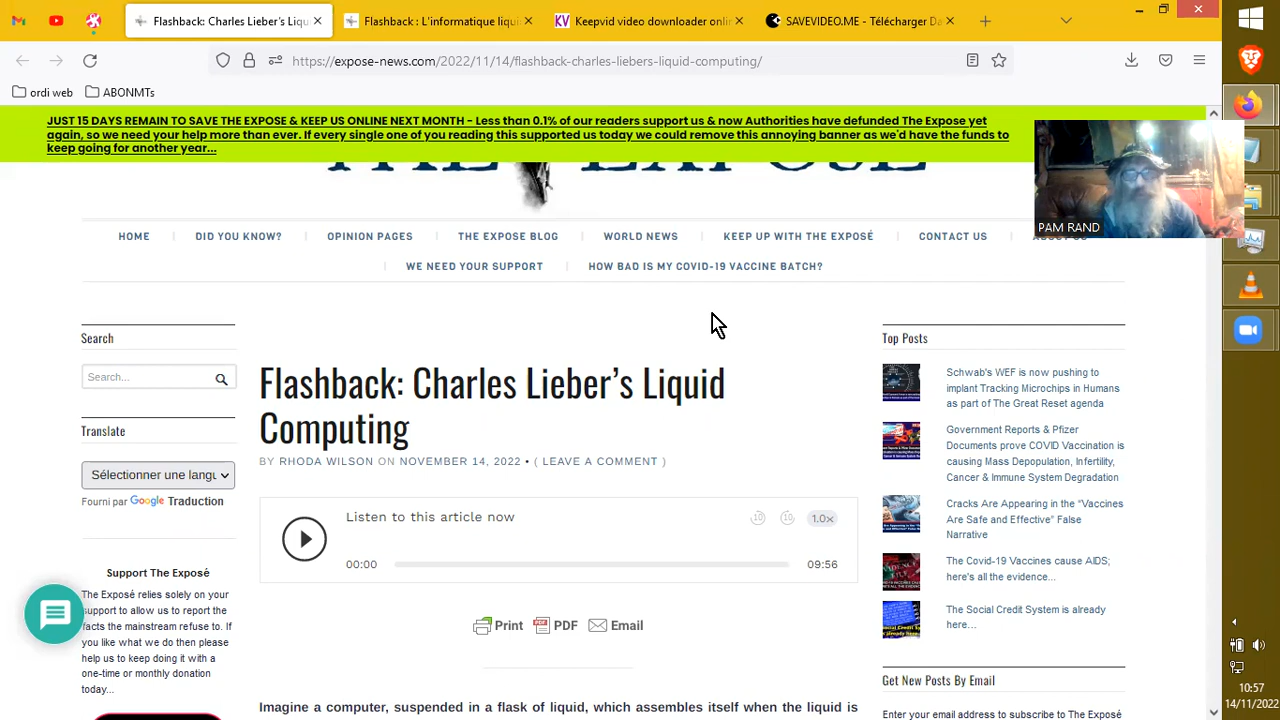 Flashback: Charles Lieber's Liqu
Flashback : L'informatique liqui
KV Keepvid video downloader onlin
SAVEVIDEO.ME - Télécharger Da
https://expose-news.com/2022/11/14/flashback-charles-liebers-liquid-computing/
ordi web
ABONMTs
JUST 15 DAYS REMAIN TO SAVE THE EXPOSE & KEEP US ONLINE NEXT MONTH - Less than 0.1% of our readers support us & now Authorities have defunded The Expose yet
again, so we need your help more than ever. If every single one of you reading this supported us today we could remove this annoying banner as we'd have the funds to
keep going for another year...
PAM RAND
HOME
DID YOU KNOW?
OPINION PAGES
THE EXPOSE BLOG
WORLD NEWS
KEEP UP WITH THE EXPOSÉ
CONTACT US
WE NEED YOUR SUPPORT
HOW BAD IS MY COVID-19 VACCINE BATCH?
Search
Search...
Translate
Sélectionner une langu
Fourni par Google Traduction
Support The Exposé
The Exposé relies solely on your
support to allow us to report the
facts the mainstream refuse to. If
you like what we do then please
help us to keep doing it with a
one-time or monthly donation
today...
Flashback: Charles Lieber's Liquid
Computing
BY RHODA WILSON ON NOVEMBER 14, 2022 • ( LEAVE A COMMENT )
Listen to this article now
10
10
1.0x
00:00
09:56
Print
PDF
Email
Imagine a computer, suspended in a flask of liquid, which assembles itself when the liquid is
Top Posts
Schwab's WEF is now pushing to
implant Tracking Microchips in Humans
as part of The Great Reset agenda
Government Reports & Pfizer
Documents prove COVID Vaccination is
causing Mass Depopulation, Infertility,
Cancer & Immune System Degradation
Cracks Are Appearing in the "Vaccines
Are Safe and Effective" False
Narrative
The Covid-19 Vaccines cause AIDS;
here's all the evidence...
The Social Credit System is already
here...
Get New Posts By Email
Enter your email address to subscribe to The Exposé
10:57
14/11/2022